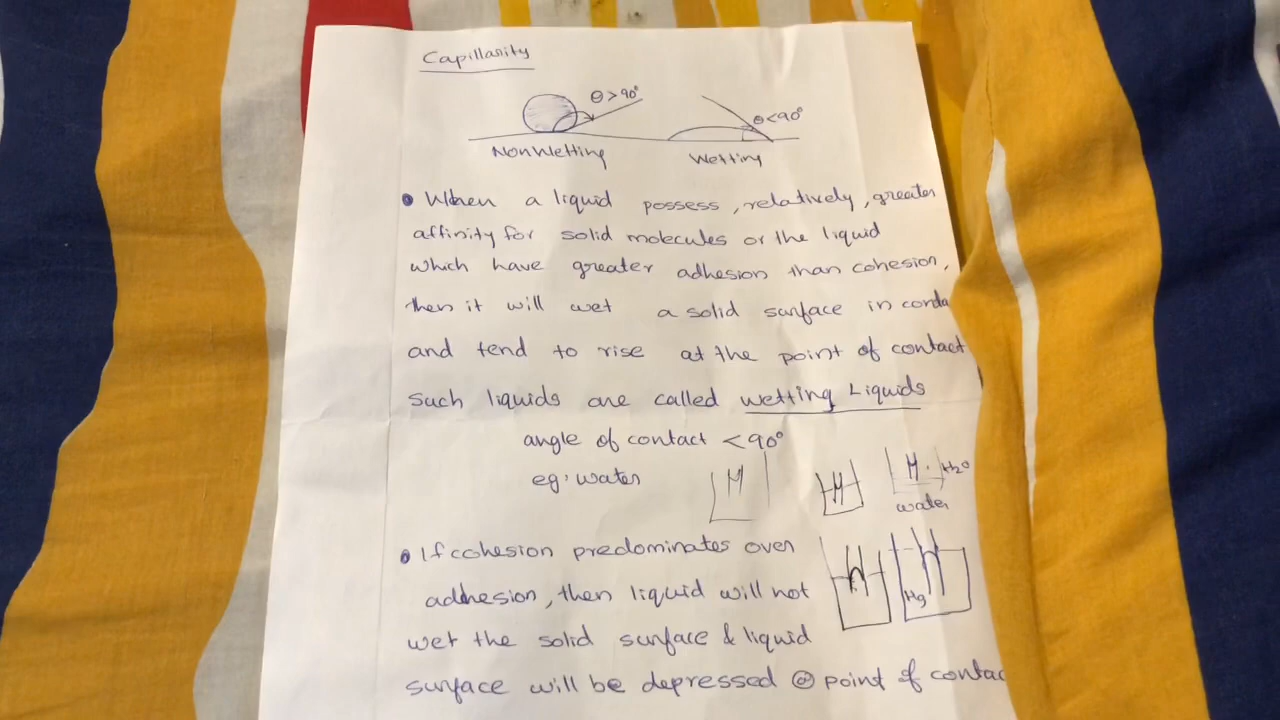 Capillarity
θ > 90°
θ < 90°
NonWetting
Wetting
• When a liquid possess, relatively, greater
affinity for solid molecules or the liquid
which have greater adhesion than cohesion,
then it will wet a solid surface in conta
and tend to rise at the point of contact
Such liquids are called wetting Liquids
angle of contact < 90°
eg. water
H₂O
water
• If cohesion predominates over
adhesion, then liquid will not
Hg
wet the solid surface & liquid
surface will be depressed @ point of contac